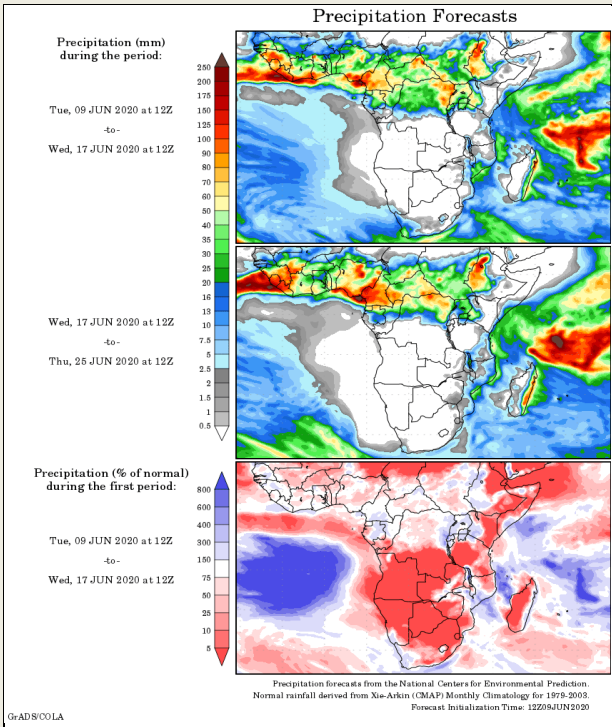 Precipitation Forecasts
Precipitation (mm)
during the period:
Tue, 09 JUN 2020 at 12Z
-to-
Wed, 17 JUN 2020 at 12Z
250
200
175
150
125
100
90
80
70
60
50
40
35
30
25
20
16
13
10
7.5
5
2.5
2
1.5
1
0.5
Wed, 17 JUN 2020 at 12Z
-to-
Thu, 25 JUN 2020 at 12Z
Precipitation (% of normal)
during the first period:
Tue, 09 JUN 2020 at 12Z
-to-
Wed, 17 JUN 2020 at 12Z
800
600
400
300
150
75
50
25
10
5
Precipitation forecasts from the National Centers for Environmental Prediction.
Normal rainfall derived from Xie-Arkin (CMAP) Monthly Climatology for 1979-2003.
Forecast Initialization Time: 12Z09JUN2020
GrADS/COLA